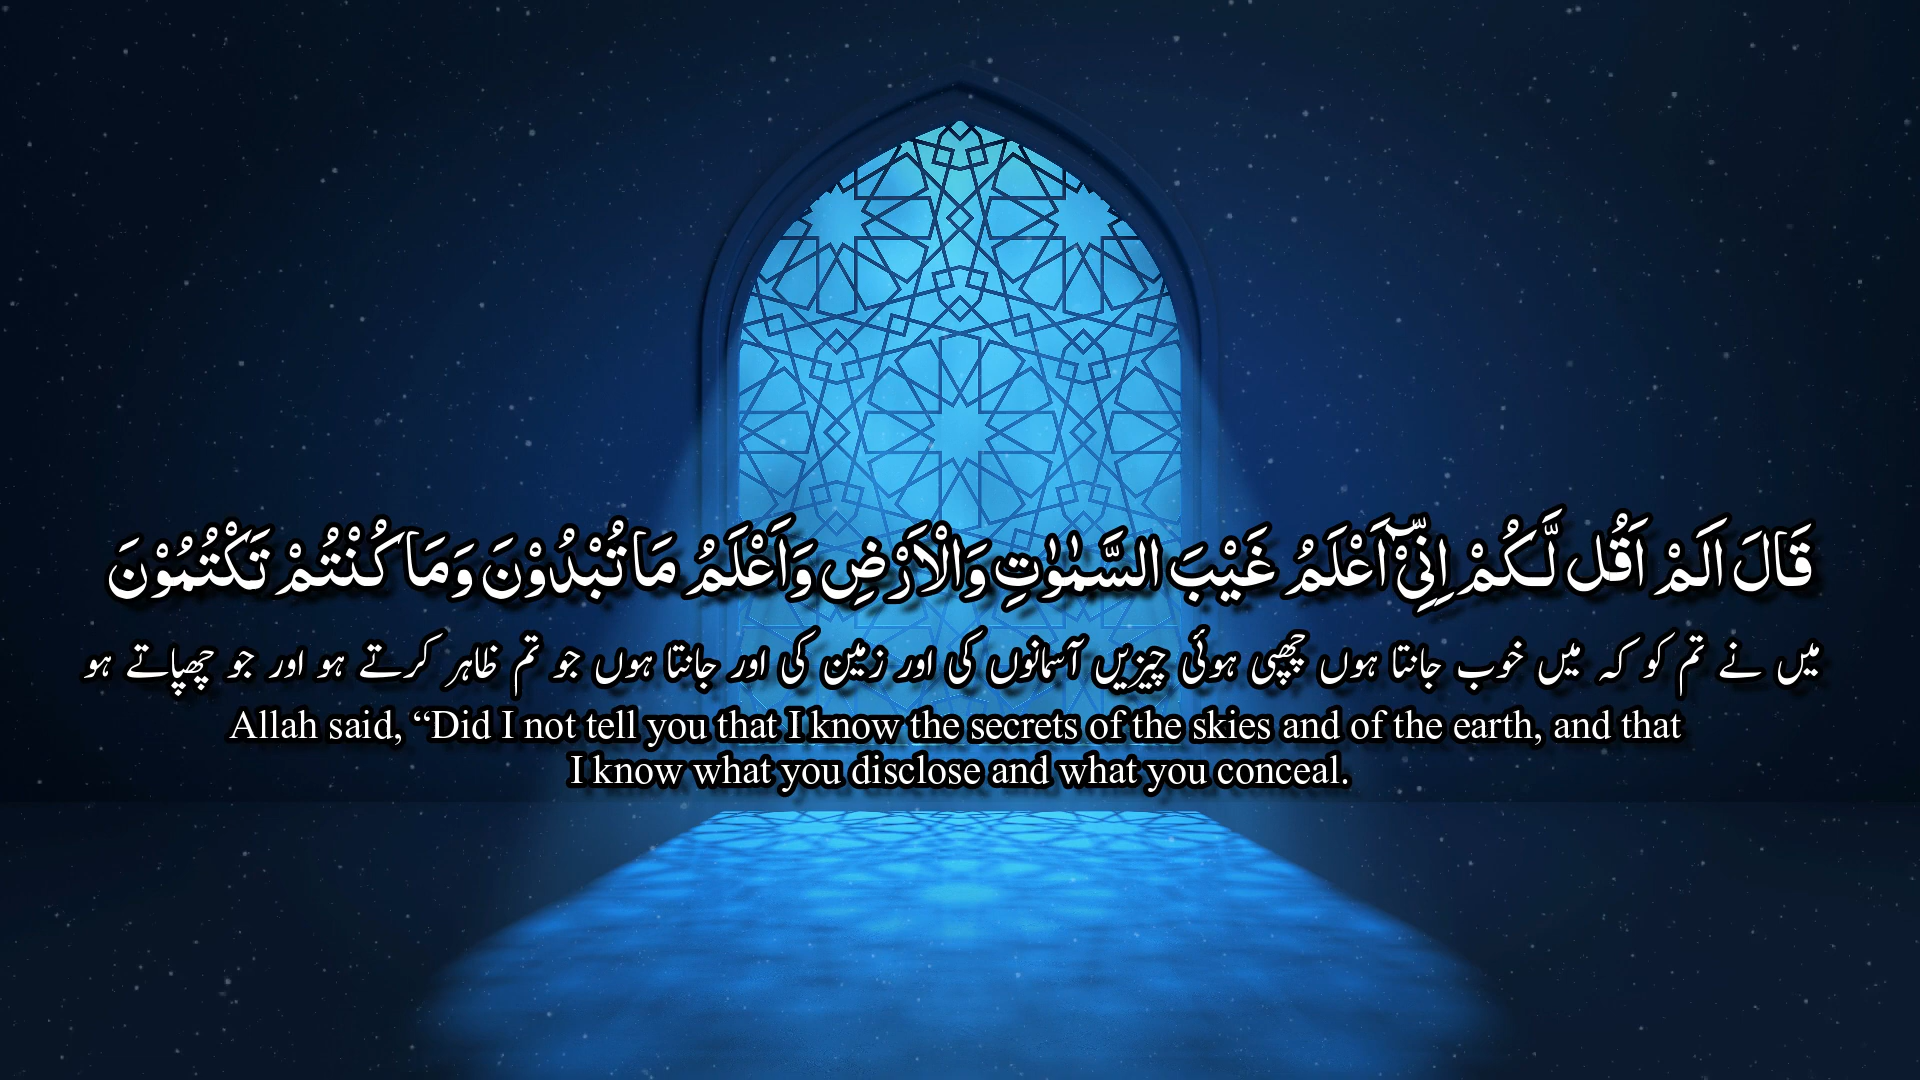 قَالَ اَلَمْ اَقُل لَّكُمْ اِنِّىْٓ اَعْلَمُ غَيْبَ السَّمٰوٰتِ وَالْاَرْضِ وَاَعْلَمُ مَا تُبْدُوْنَ وَمَا كُنْتُمْ تَكْتُمُوْنَ
میں نے تم کو کہ میں خوب جانتا ہوں چھپی ہوئی چیزیں آسمانوں کی اور زمین کی اور جانتا ہوں جو تم ظاہر کرتے ہو اور جو چھپاتے ہو
Allah said, “Did I not tell you that I know the secrets of the skies and of the earth, and that
I know what you disclose and what you conceal.